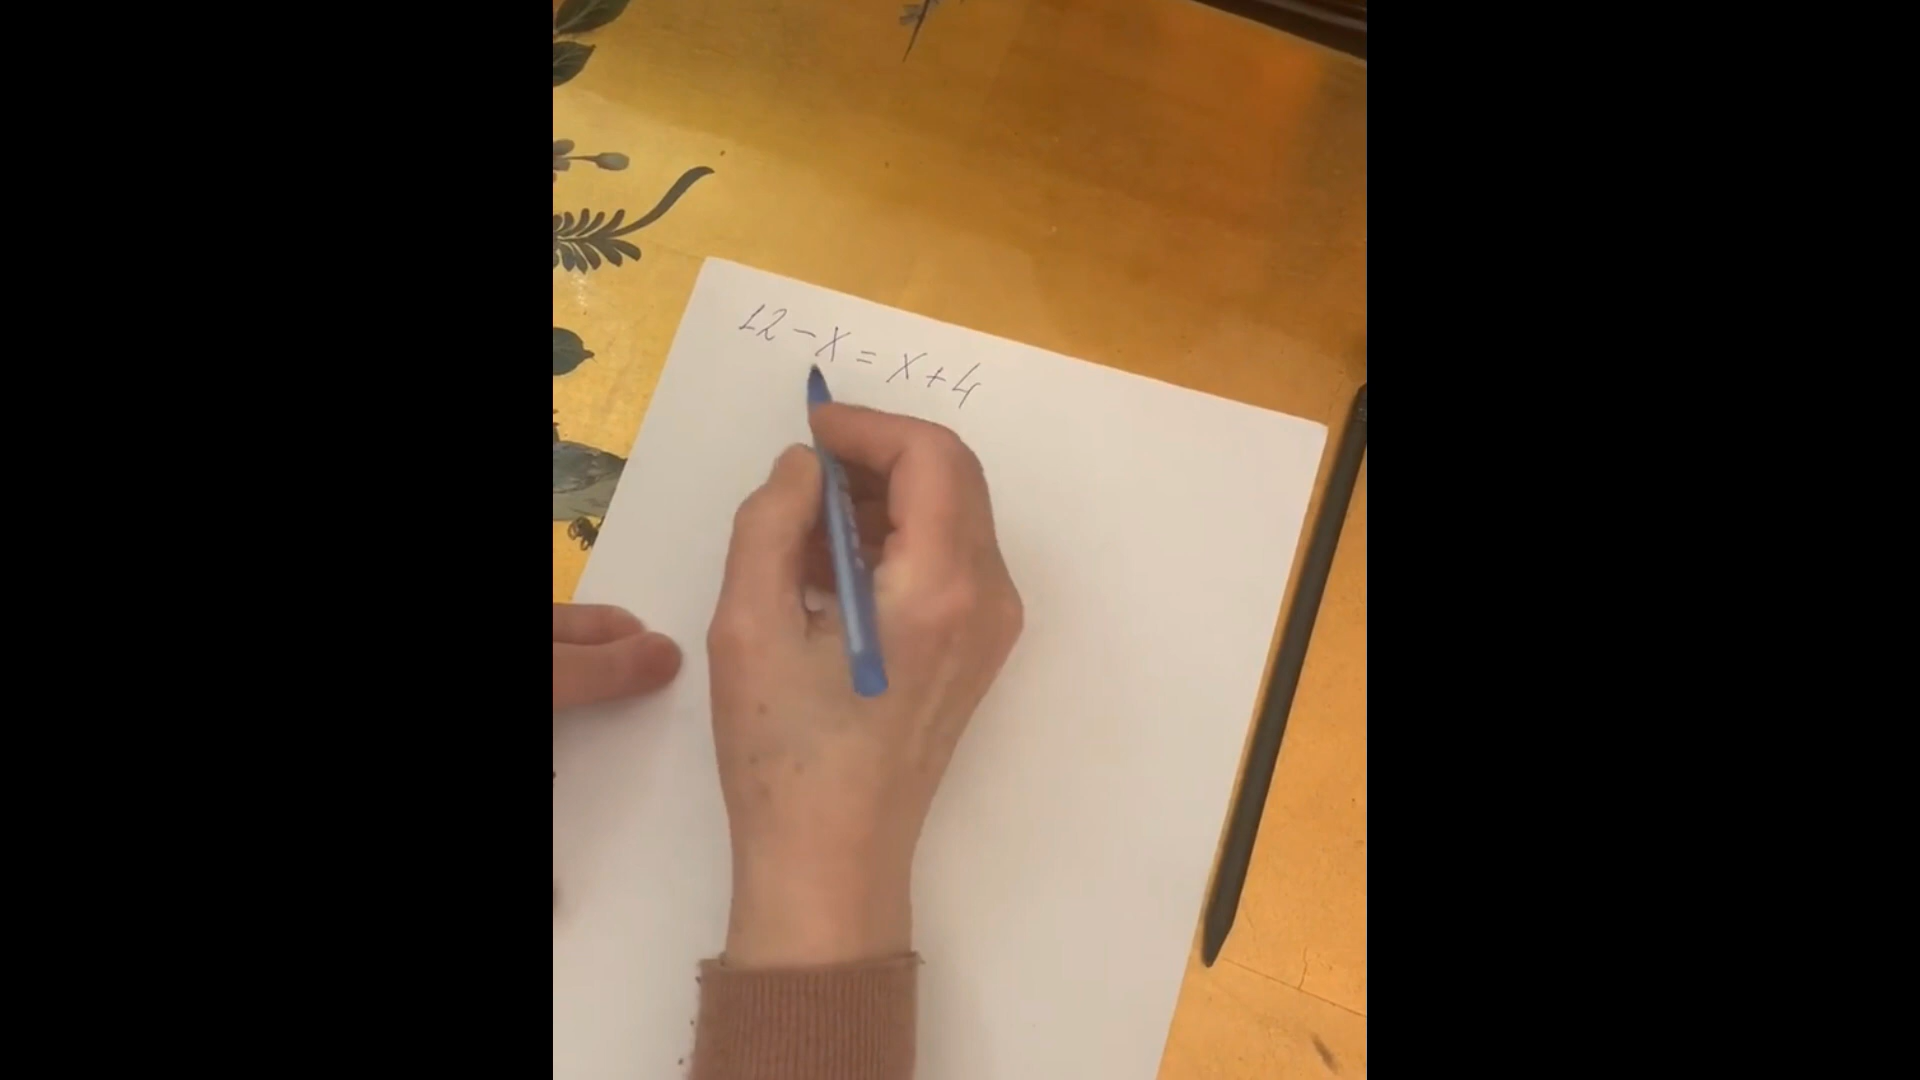 12 - x = x + 4